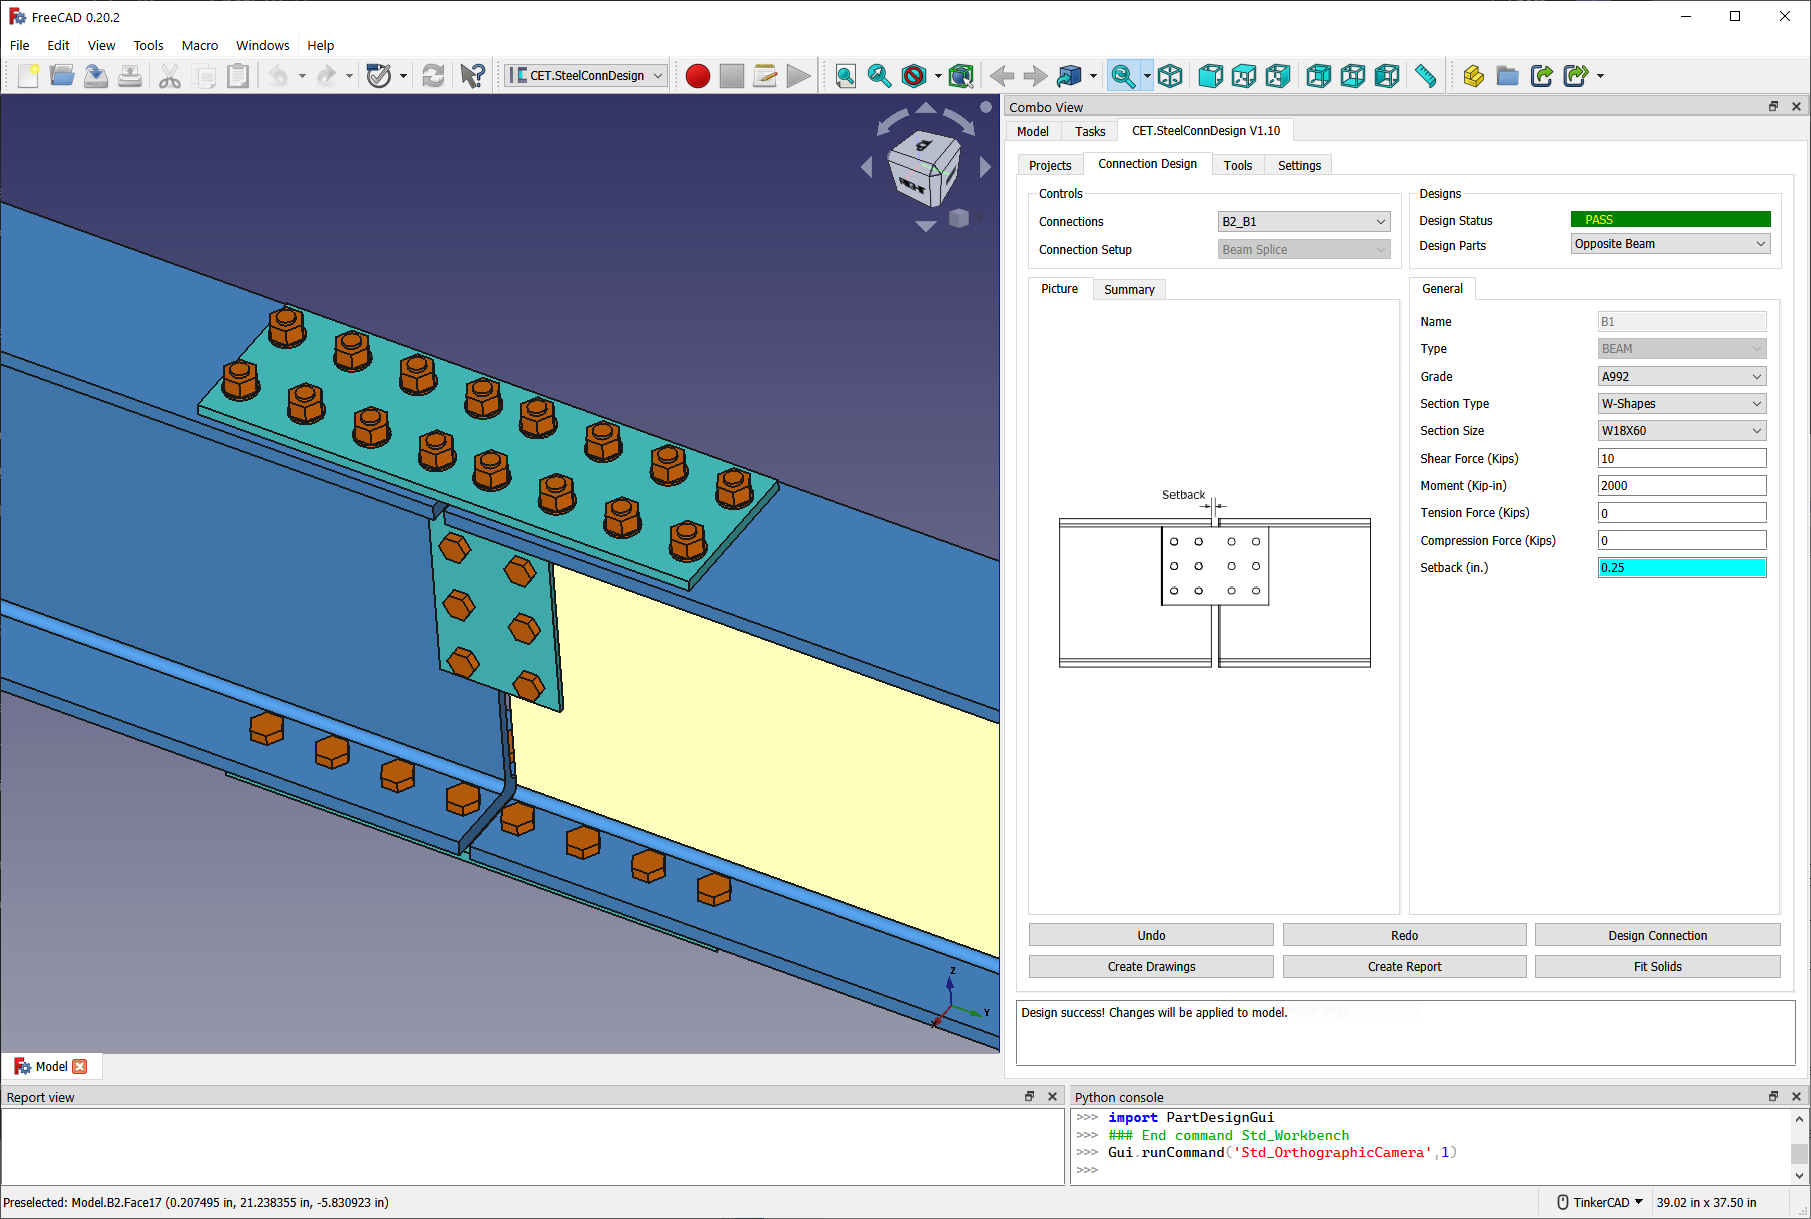 FreeCAD 0.20.2
File Edit View Tools Macro Windows Help
CET.SteelConnDesign
Combo View
Model Tasks CET.SteelConnDesign V1.10
Projects Connection Design Tools Settings
Controls
Connections B2_B1
Connection Setup Beam Splice
Designs
Design Status PASS
Design Parts Opposite Beam
Picture Summary
Setback
General
Name B1
Type BEAM
Grade A992
Section Type W-Shapes
Section Size W18X60
Shear Force (Kips) 10
Moment (Kip-in) 2000
Tension Force (Kips) 0
Compression Force (Kips) 0
Setback (in.) 0.25
Undo Redo Design Connection
Create Drawings Create Report Fit Solids
Design success! Changes will be applied to model.
Z
Y
X
Model
Report view
Python console
>>> import PartDesignGui
>>> ### End command Std_Workbench
>>> Gui.runCommand('Std_OrthographicCamera',1)
>>>
Preselected: Model.B2.Face17 (0.207495 in, 21.238355 in, -5.830923 in)
TinkerCAD 39.02 in x 37.50 in